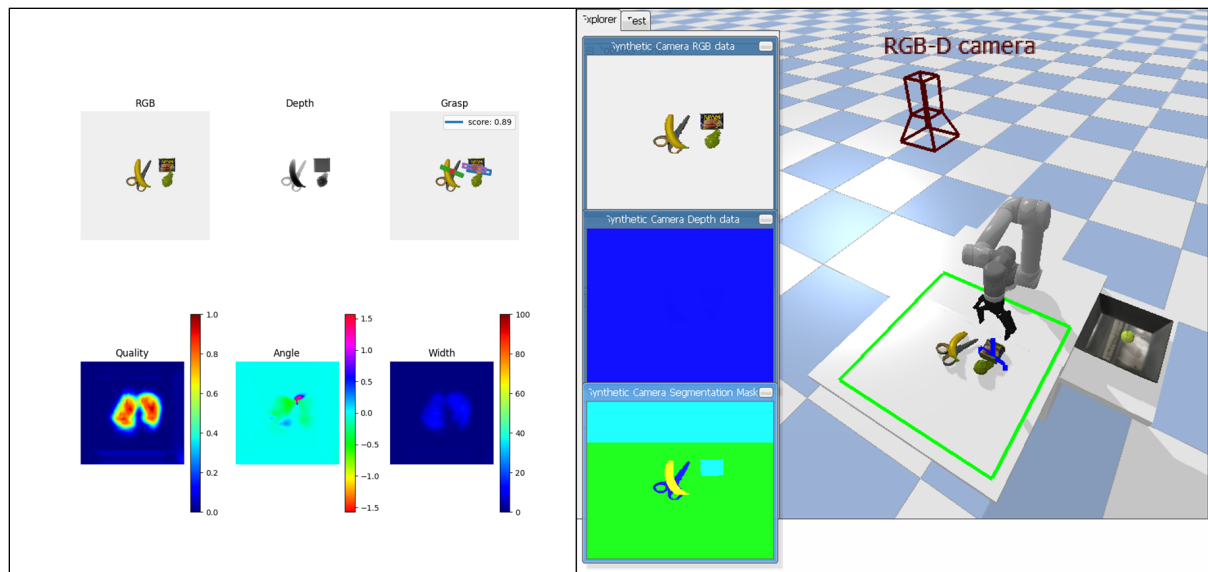 RGB
Depth
Grasp
score: 0.89
Quality
Angle
Width
1.0
0.8
0.6
0.4
0.2
0.0
1.5
1.0
0.5
0.0
−0.5
−1.0
−1.5
100
80
60
40
20
0
Explorer
Test
Synthetic Camera RGB data
Synthetic Camera Depth data
Synthetic Camera Segmentation Mask
RGB-D camera